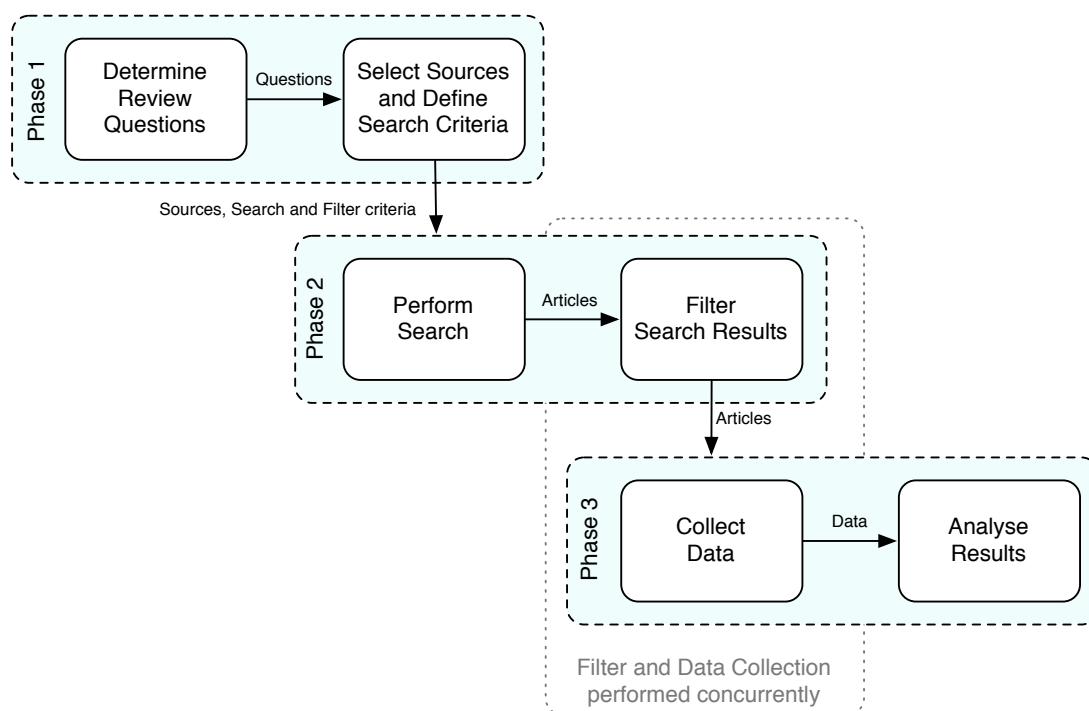 Phase 1
Determine
Review
Questions
Questions
Select Sources
and Define
Search Criteria
Sources, Search and Filter criteria
Phase 2
Perform
Search
Articles
Filter
Search Results
Articles
Phase 3
Collect
Data
Data
Analyse
Results
Filter and Data Collection
performed concurrently